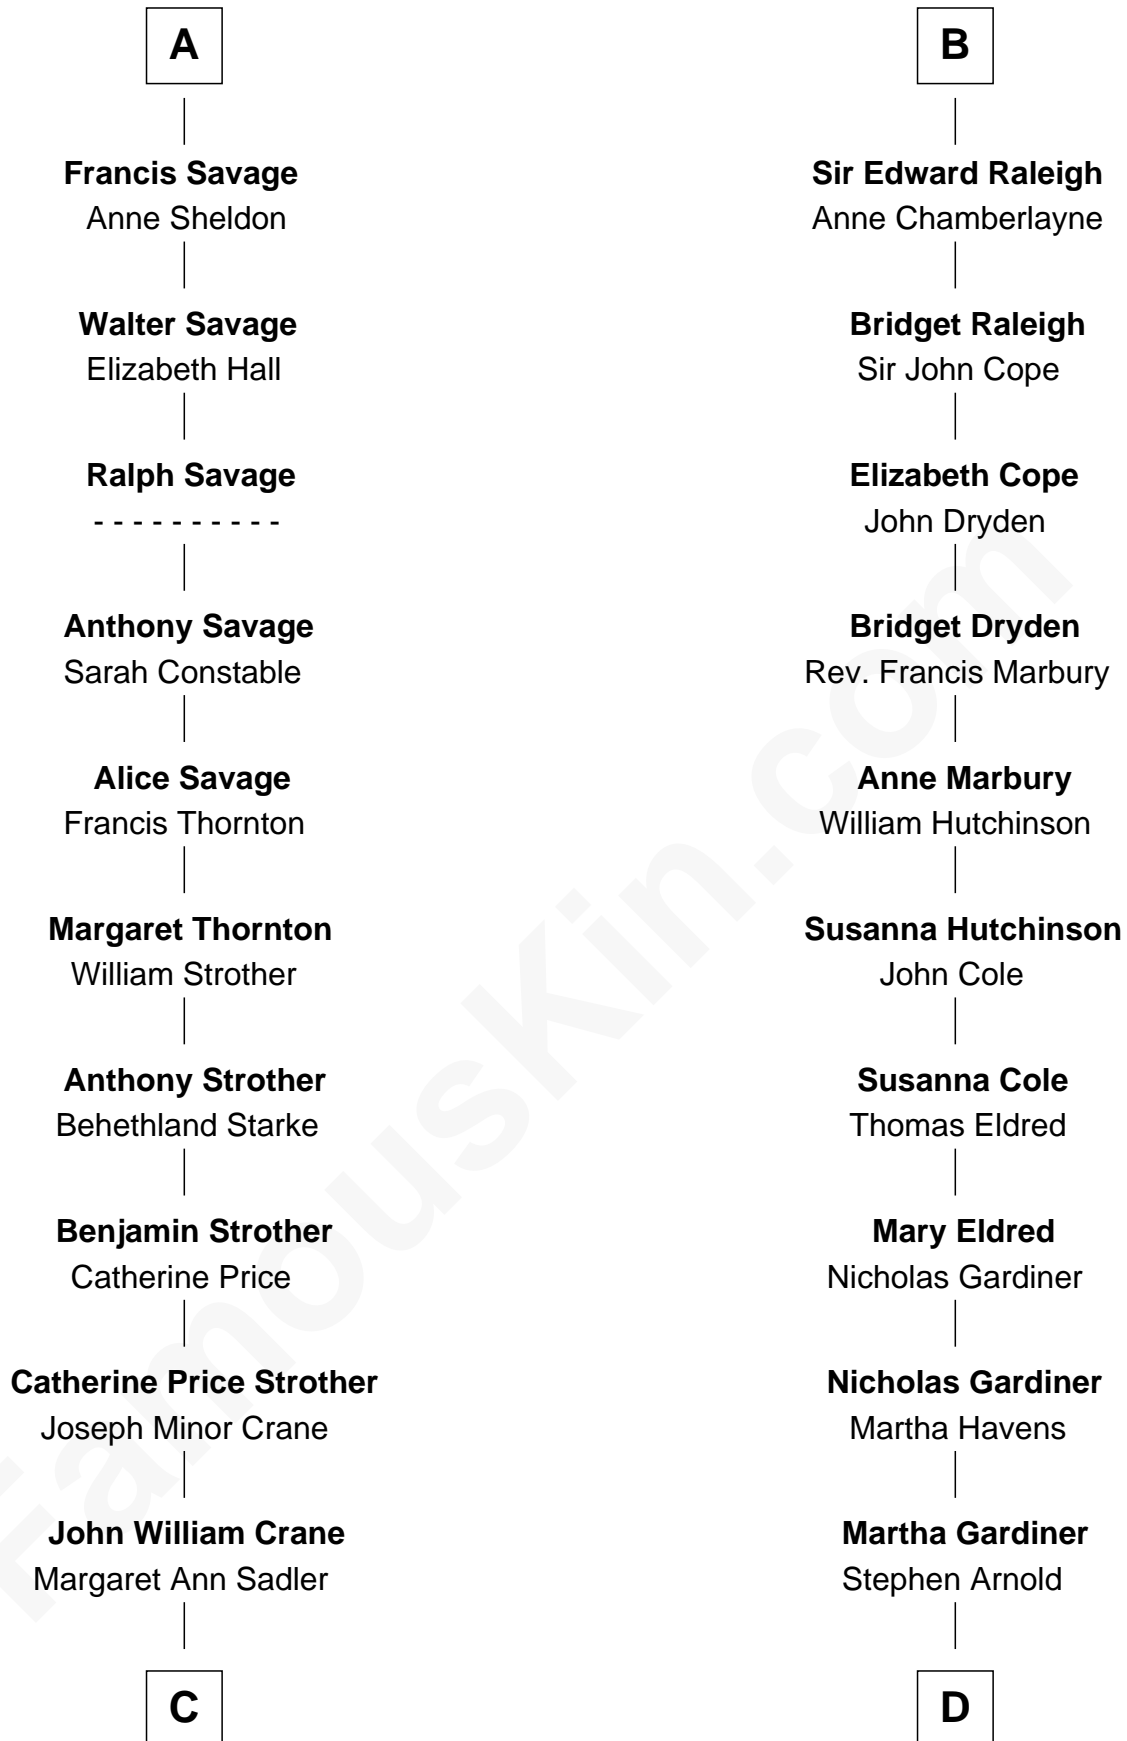 A
Francis Savage
Anne Sheldon
Walter Savage
Elizabeth Hall
Ralph Savage
- - - - - - - - - -
Anthony Savage
Sarah Constable
Alice Savage
Francis Thornton
Margaret Thornton
William Strother
Anthony Strother
Behethland Starke
Benjamin Strother
Catherine Price
Catherine Price Strother
Joseph Minor Crane
John William Crane
Margaret Ann Sadler
C
B
Sir Edward Raleigh
Anne Chamberlayne
Bridget Raleigh
Sir John Cope
Elizabeth Cope
John Dryden
Bridget Dryden
Rev. Francis Marbury
Anne Marbury
William Hutchinson
Susanna Hutchinson
John Cole
Susanna Cole
Thomas Eldred
Mary Eldred
Nicholas Gardiner
Nicholas Gardiner
Martha Havens
Martha Gardiner
Stephen Arnold
D
FamousKin.com